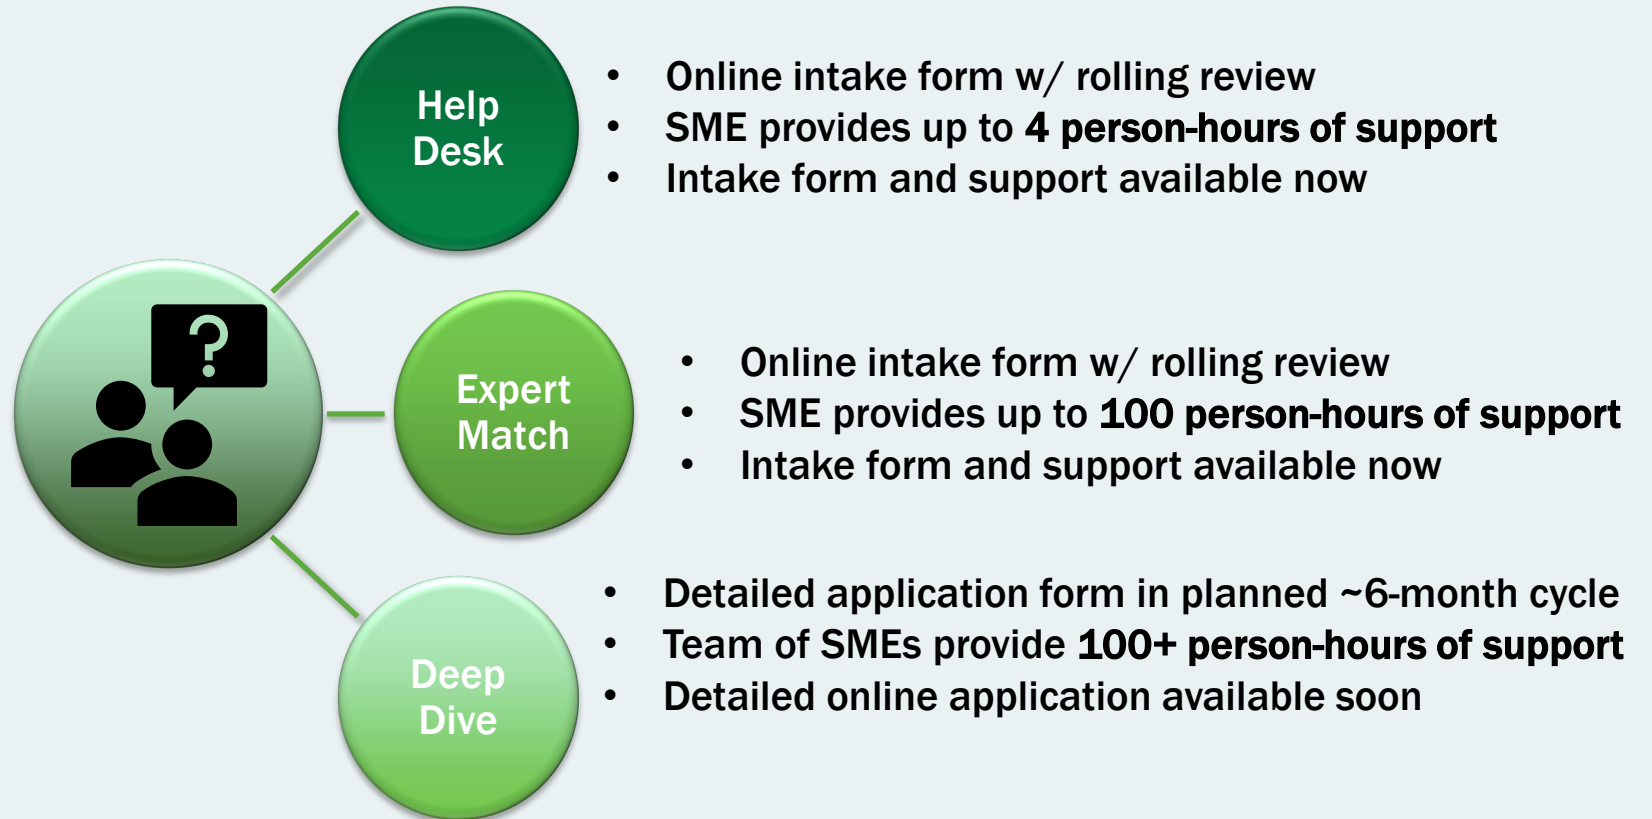 Help
Desk
• Online intake form w/ rolling review
• SME provides up to 4 person-hours of support
• Intake form and support available now
?
Expert
Match
• Online intake form w/ rolling review
• SME provides up to 100 person-hours of support
• Intake form and support available now
Deep
Dive
• Detailed application form in planned ~6-month cycle
• Team of SMEs provide 100+ person-hours of support
• Detailed online application available soon